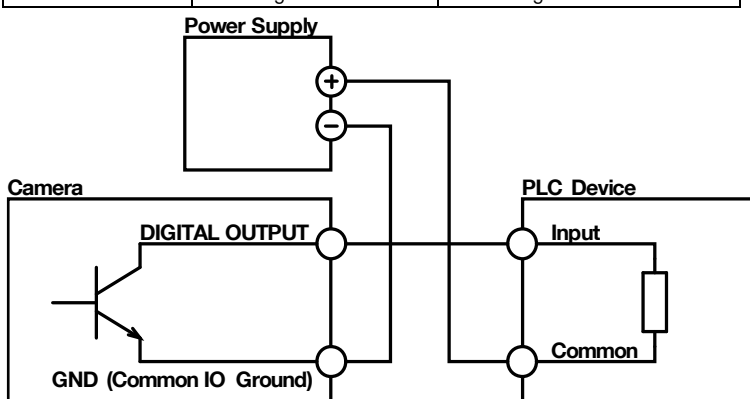 Power Supply
+
−
Camera
PLC Device
DIGITAL OUTPUT
Input
Common
GND (Common IO Ground)